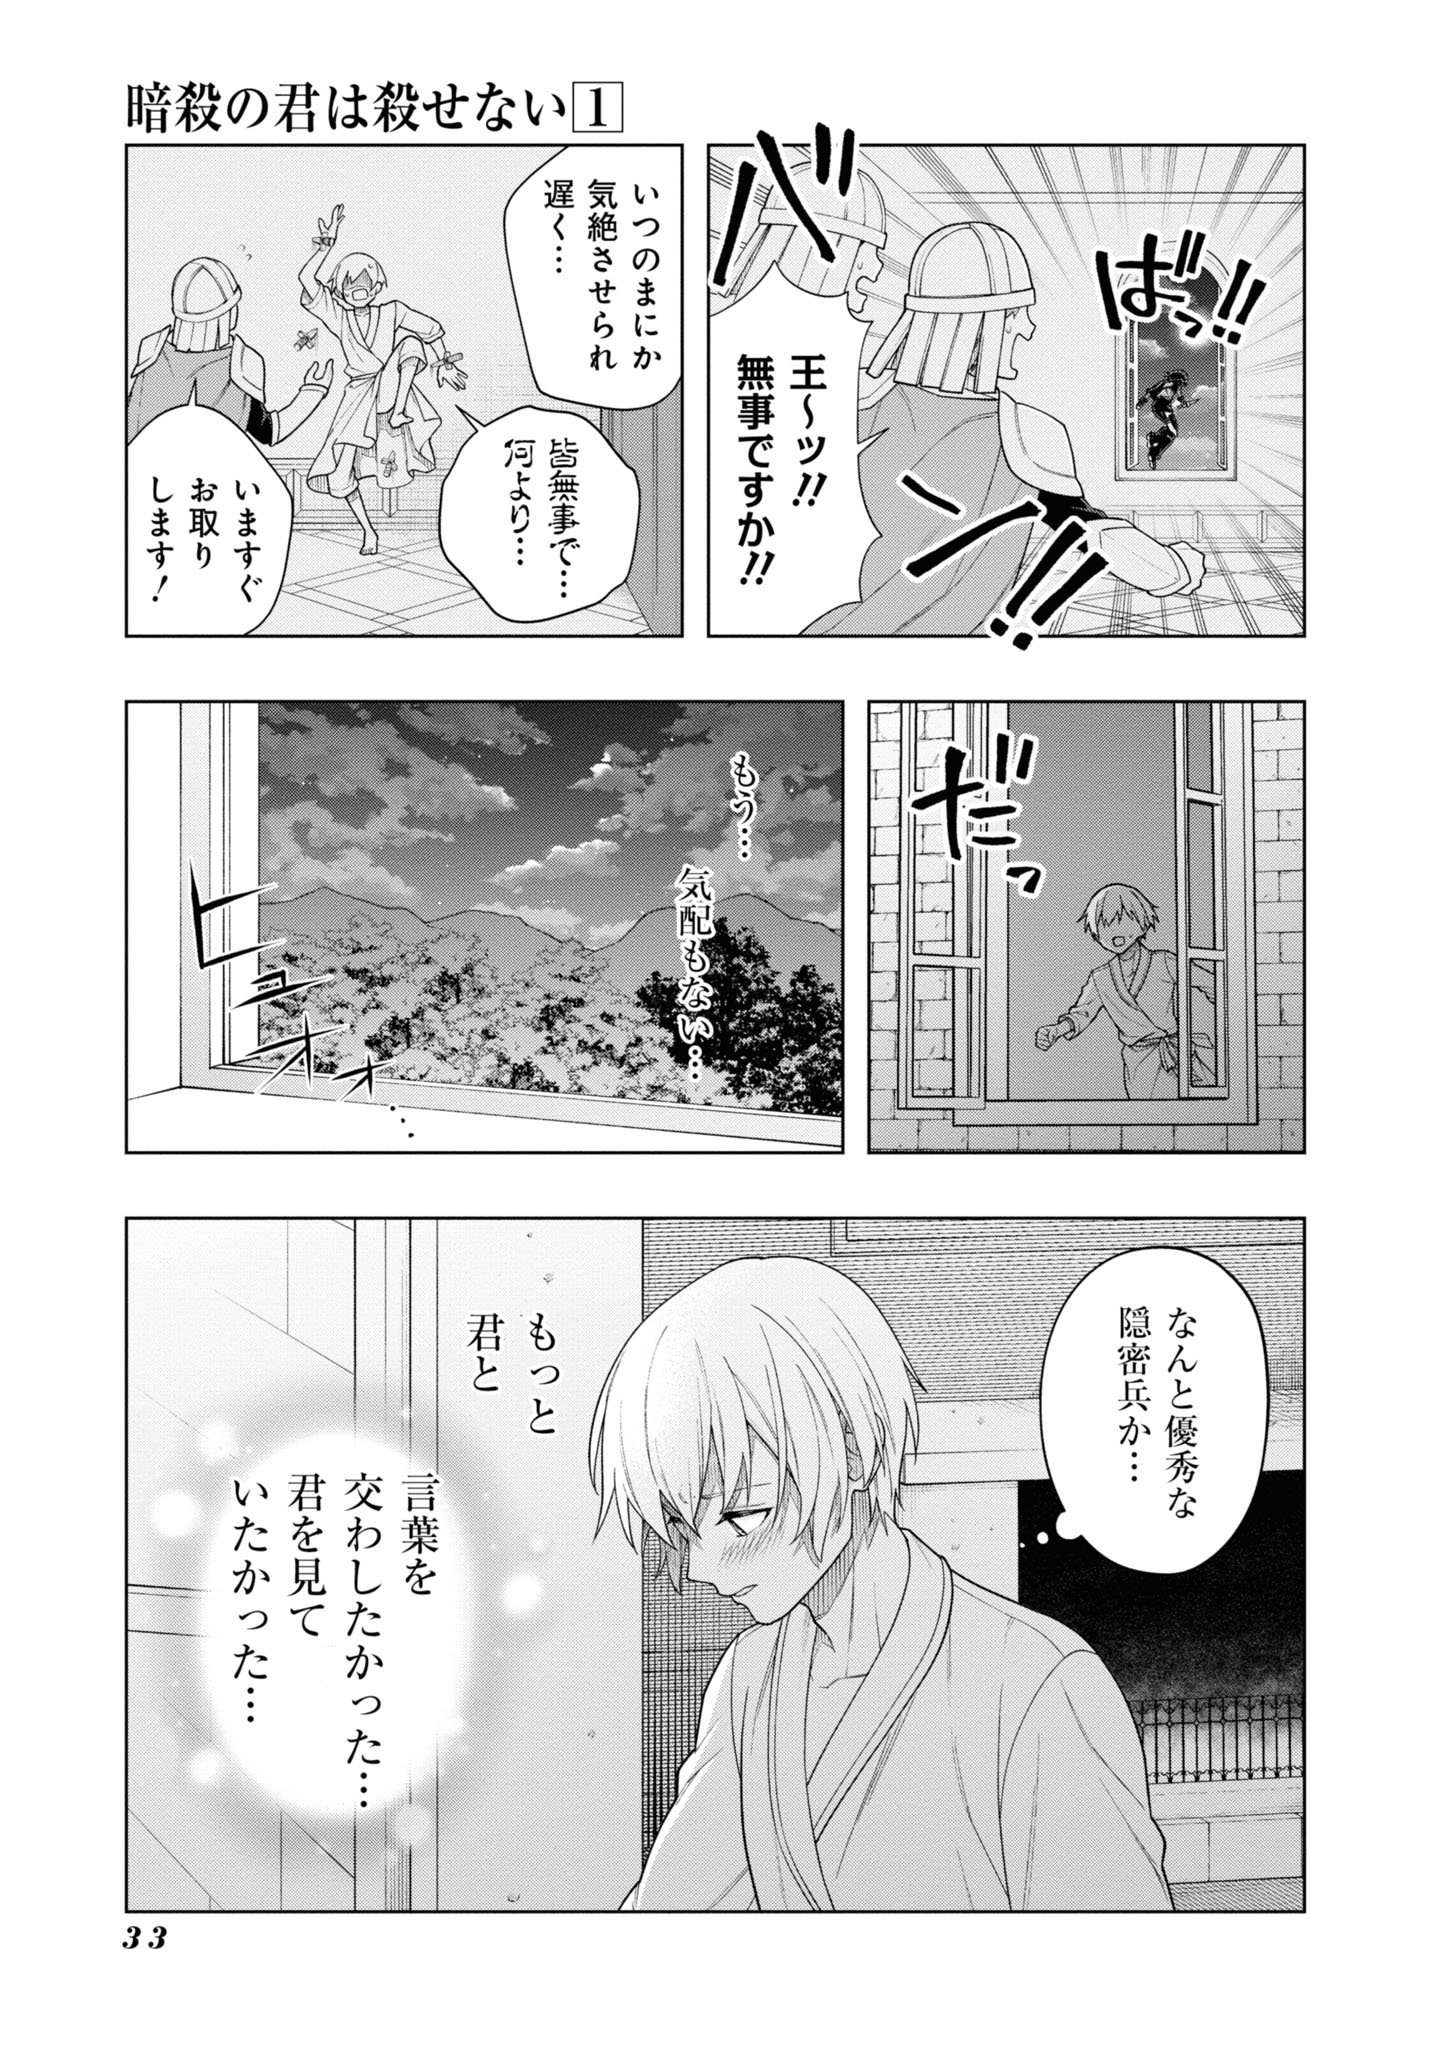 暗殺の君は殺せない 1
ばっ!!
バーン!!
王〜ッ!!
無事ですか!!
いつのまにか
気絶させられ
遅く…
皆無事で…
何より…
いますぐ
お取り
します!
だっ
もう…
気配もない…
ヒュオォ…
なんと優秀な
隠密兵か…
もっと
君と
言葉を
交わしたかった…
君を見て
いたかった…
33